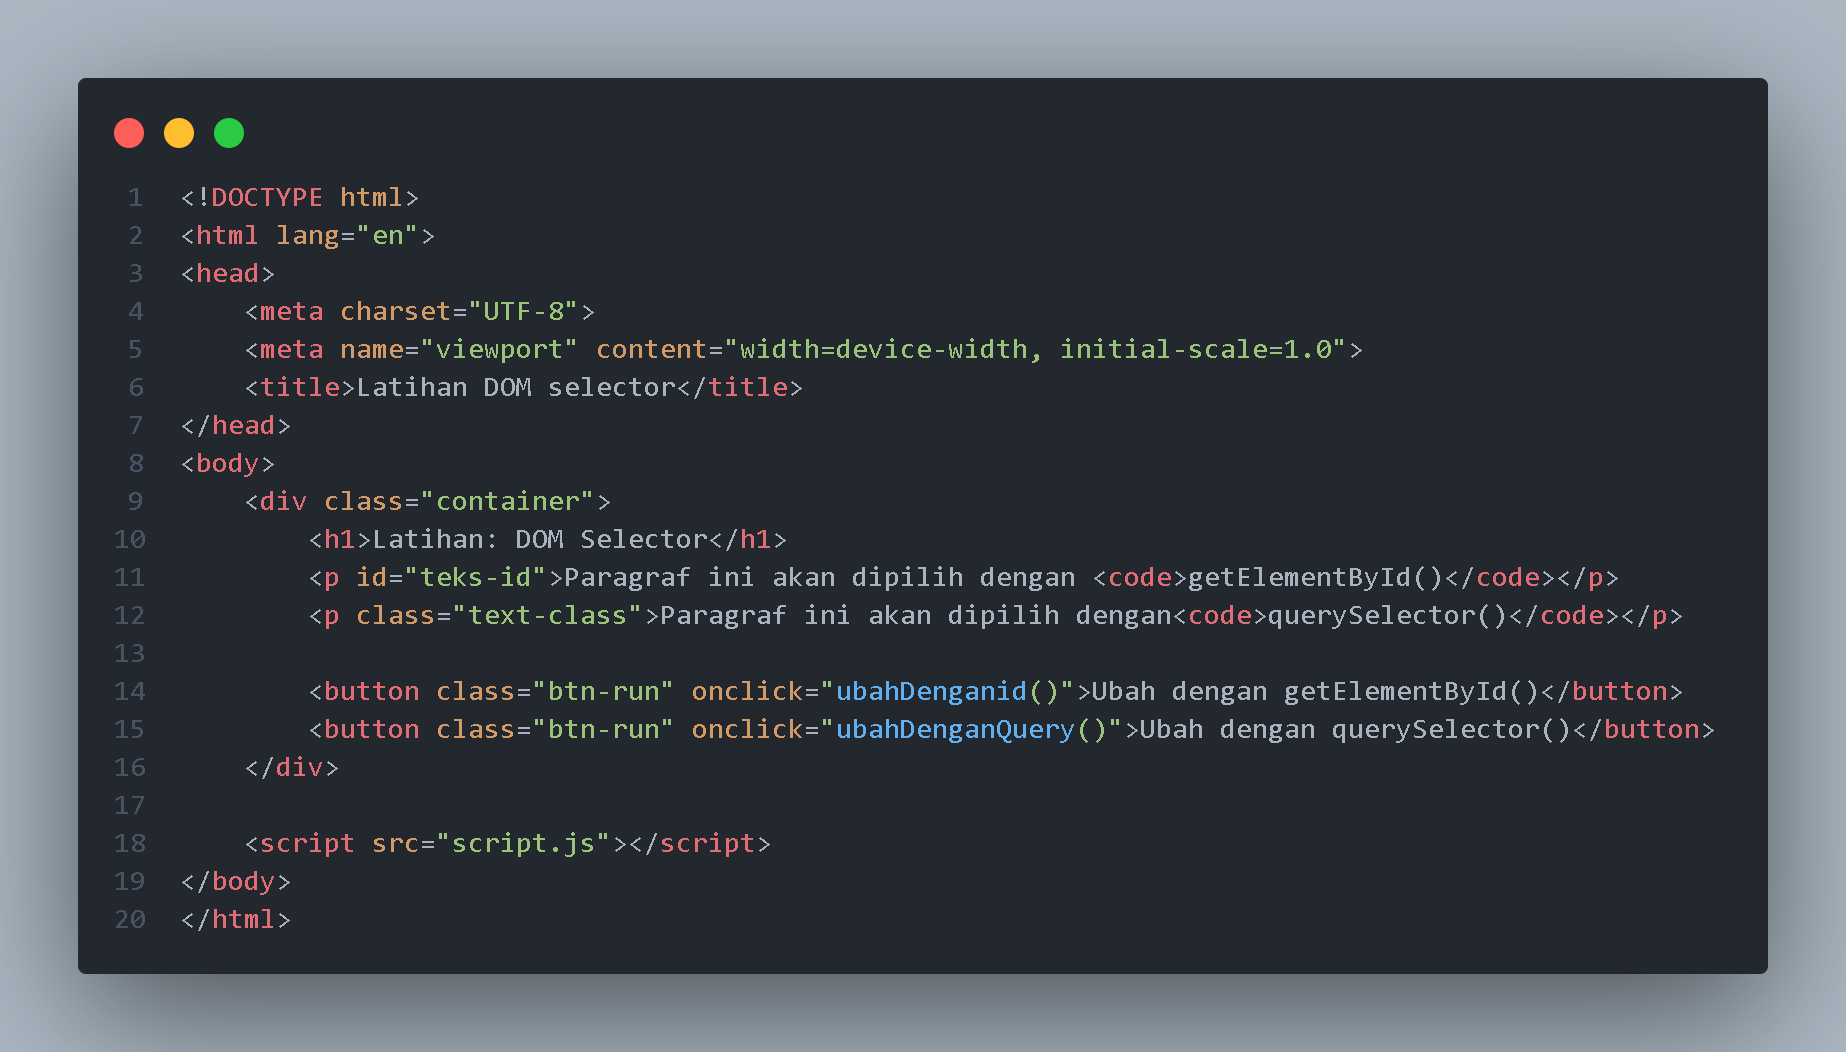 1 <!DOCTYPE html>
2 <html lang="en">
3 <head>
4     <meta charset="UTF-8">
5     <meta name="viewport" content="width=device-width, initial-scale=1.0">
6     <title>Latihan DOM selector</title>
7 </head>
8 <body>
9     <div class="container">
10         <h1>Latihan: DOM Selector</h1>
11         <p id="teks-id">Paragraf ini akan dipilih dengan <code>getElementById()</code></p>
12         <p class="text-class">Paragraf ini akan dipilih dengan<code>querySelector()</code></p>
13
14         <button class="btn-run" onclick="ubahDenganid()">Ubah dengan getElementById()</button>
15         <button class="btn-run" onclick="ubahDenganQuery()">Ubah dengan querySelector()</button>
16     </div>
17
18     <script src="script.js"></script>
19 </body>
20 </html>